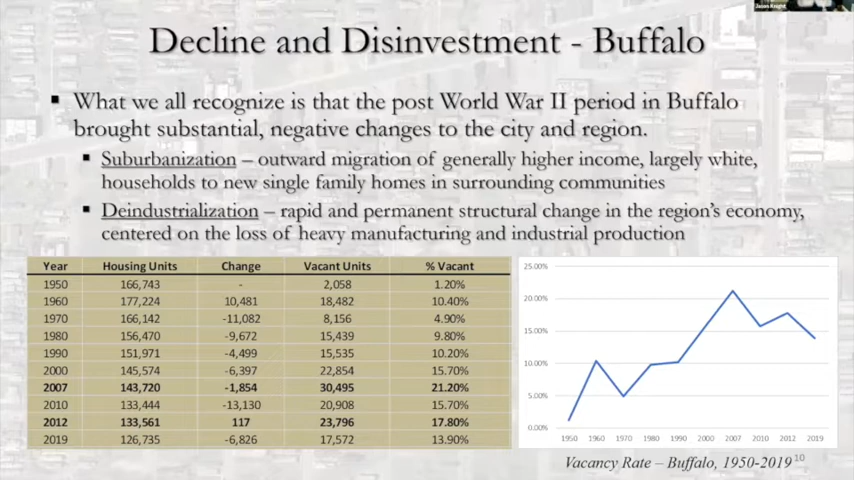 Jason Knight
Decline and Disinvestment - Buffalo
▪ What we all recognize is that the post World War II period in Buffalo
brought substantial, negative changes to the city and region.
▪ Suburbanization – outward migration of generally higher income, largely white,
households to new single family homes in surrounding communities
▪ Deindustrialization – rapid and permanent structural change in the region's economy,
centered on the loss of heavy manufacturing and industrial production
Year Housing Units Change Vacant Units % Vacant
1950 166,743 - 2,058 1.20%
1960 177,224 10,481 18,482 10.40%
1970 166,142 -11,082 8,156 4.90%
1980 156,470 -9,672 15,439 9.80%
1990 151,971 -4,499 15,535 10.20%
2000 145,574 -6,397 22,854 15.70%
2007 143,720 -1,854 30,495 21.20%
2010 133,444 -13,130 20,908 15.70%
2012 133,561 117 23,796 17.80%
2019 126,735 -6,826 17,572 13.90%
25.00%
20.00%
15.00%
10.00%
5.00%
0.00%
1950 1960 1970 1980 1990 2000 2007 2010 2012 2019
Vacancy Rate – Buffalo, 1950-2019 10